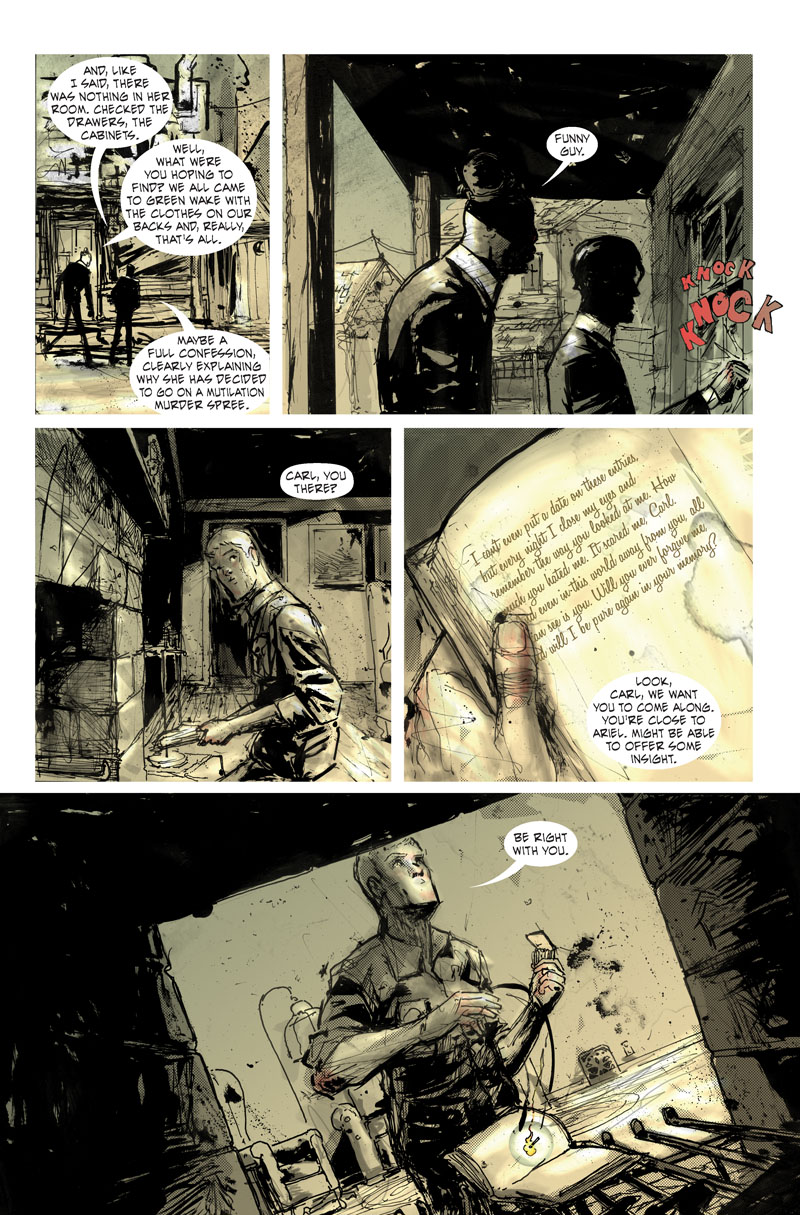 AND, LIKE
I SAID, THERE
WAS NOTHING IN HER
ROOM. CHECKED THE
DRAWERS, THE
CABINETS.
WELL,
WHAT WERE
YOU HOPING TO
FIND? WE ALL CAME
TO GREEN WAKE WITH
THE CLOTHES ON OUR
BACKS AND, REALLY,
THAT'S ALL.
MAYBE A
FULL CONFESSION,
CLEARLY EXPLAINING
WHY SHE HAS DECIDED
TO GO ON A MUTILATION
MURDER SPREE.
FUNNY
GUY.
KNOCK
KNOCK
CARL, YOU
THERE?
I can't even put a date on these entries,
but every night I close my eyes and
remember the way you looked at me. How
much you hated me. It scared me, Carl.
even in this world away from you, all
can see is you. Will you ever forgive me,
will I be pure again in your memory?
LOOK,
CARL, WE WANT
YOU TO COME ALONG.
YOU'RE CLOSE TO
ARIEL. MIGHT BE ABLE
TO OFFER SOME
INSIGHT.
BE RIGHT
WITH YOU.